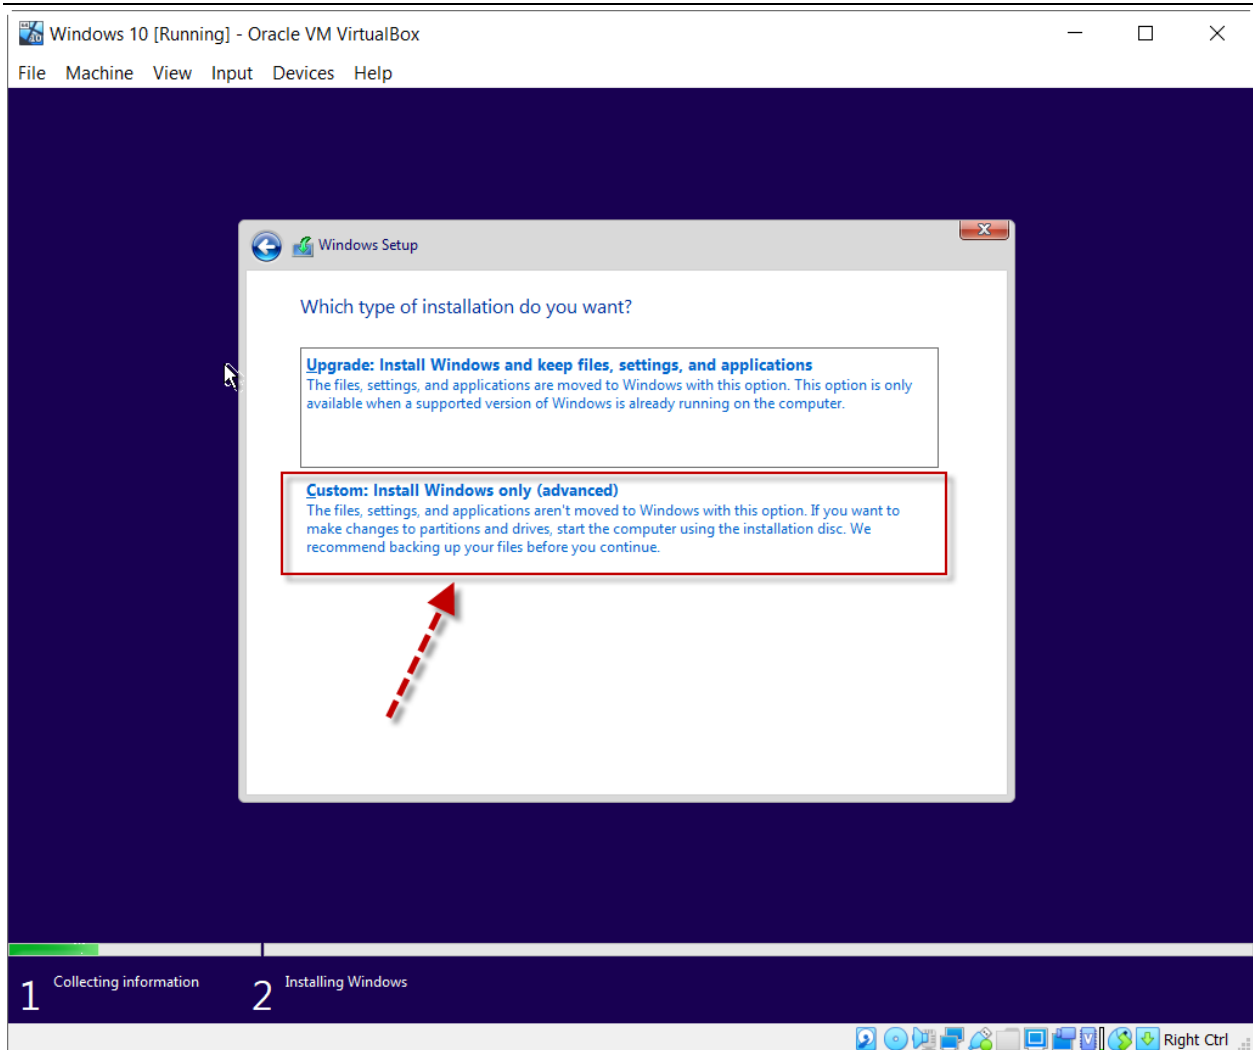 Windows 10 [Running] - Oracle VM VirtualBox
File Machine View Input Devices Help
Windows Setup
Which type of installation do you want?
Upgrade: Install Windows and keep files, settings, and applications
The files, settings, and applications are moved to Windows with this option. This option is only
available when a supported version of Windows is already running on the computer.
Custom: Install Windows only (advanced)
The files, settings, and applications aren't moved to Windows with this option. If you want to
make changes to partitions and drives, start the computer using the installation disc. We
recommend backing up your files before you continue.
1 Collecting information 2 Installing Windows
Right Ctrl